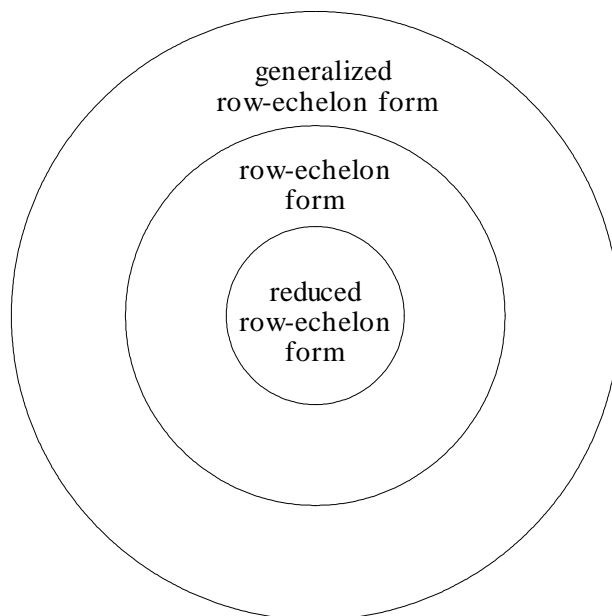 generalized
row-echelon form
row-echelon
form
reduced
row-echelon
form